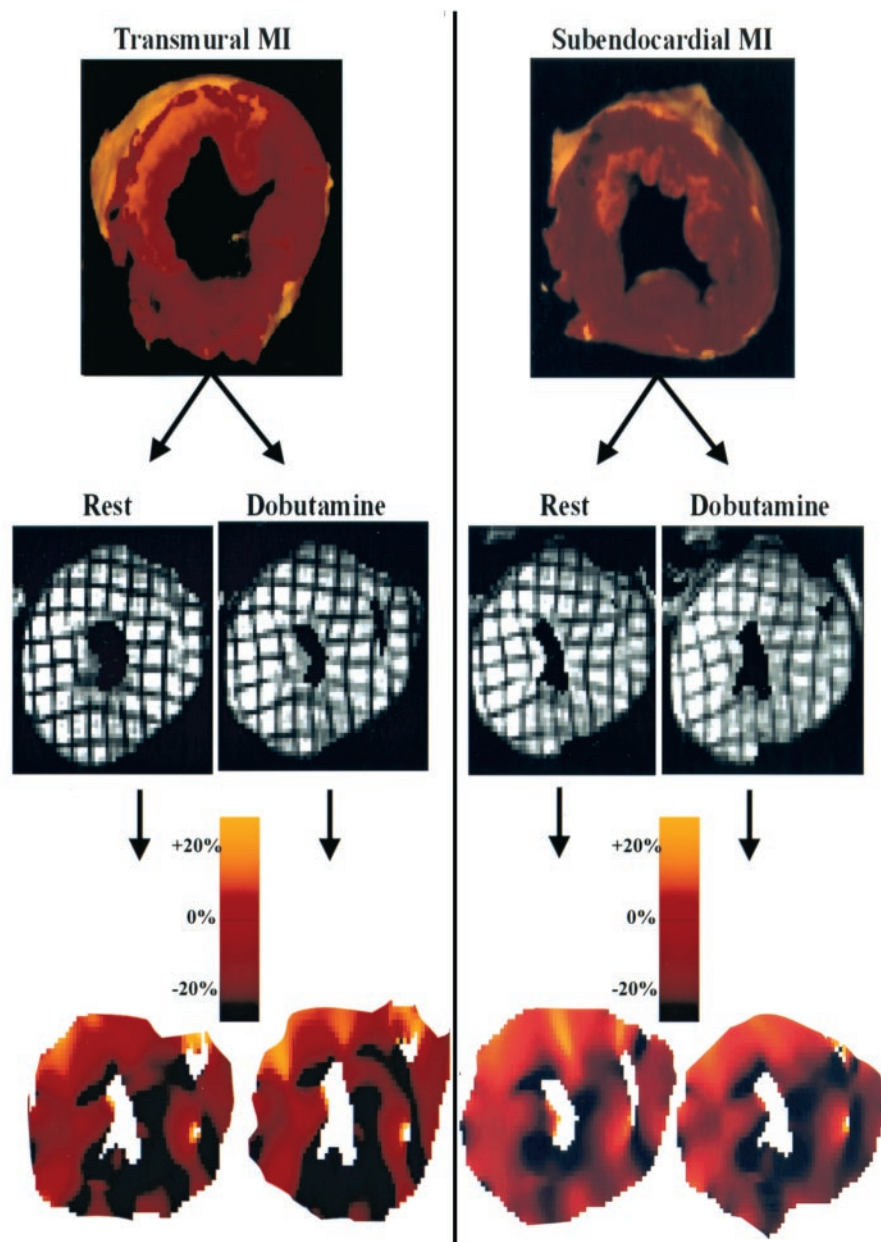 Transmural MI
Subendocardial MI
Rest
Dobutamine
Rest
Dobutamine
+20%
0%
-20%
+20%
0%
-20%